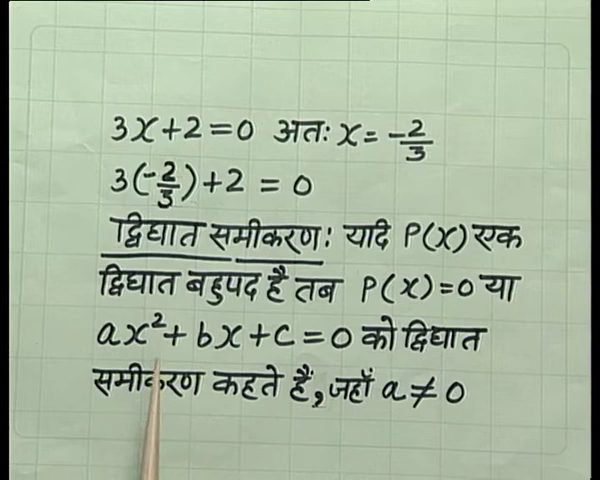 3x+2=0 अतः x= -2/3
3(-2/3)+2 = 0
द्विघात समीकरण: यदि P(x) एक
द्विघात बहुपद है तब P(x)=0 या
ax²+bx+c=0 को द्विघात
समीकरण कहते हैं, जहाँ a≠0